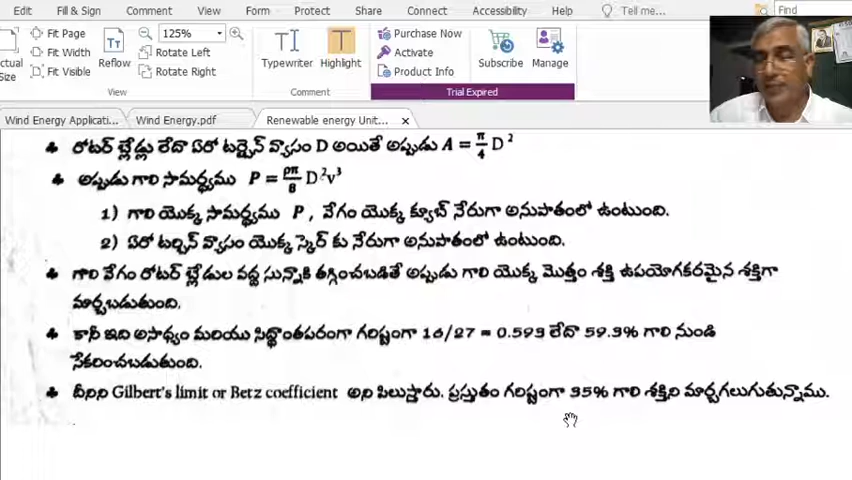 Edit Fill & Sign Comment View Form Protect Share Connect Accessibility Help Tell me... Find
Fit Page 125% Rotate Left Purchase Now
Fit Width Reflow Typewriter Highlight Activate Subscribe Manage
Size Fit Visible Rotate Right Product Info
Comment Trial Expired
Wind Energy Applicati... Wind Energy.pdf Renewable energy Unit...
రోటర్ బ్లేడ్లు లేదా ఏరో టర్బైన్ వ్యాసం D అయితే అప్పుడు A = π/4 D²
అప్పుడు గాలి సామర్థ్యము P = ρπ/8 D²v³
1) గాలి యొక్క సామర్థ్యము P , వేగం యొక్క క్యూబ్ నేరుగా అనుపాతంలో ఉంటుంది.
2) ఏరో టర్బిన్ వ్యాసం యొక్క స్క్వెర్ కు నేరుగా అనుపాతంలో ఉంటుంది.
గాలి వేగం రోటర్ బ్లేడుల వద్ద సున్నాకి తగ్గించబడితే అప్పుడు గాలి యొక్క మొత్తం శక్తి ఉపయోగకరమైన శక్తిగా
మార్చబడుతుంది.
కానీ ఇది అసాధ్యం మరియు సిద్ధాంతపరంగా గరిష్టంగా 16/27 = 0.593 లేదా 59.3% గాలి నుండి
సేకరించబడుతుంది.
దీనిని Gilbert's limit or Betz coefficient అని పిలుస్తారు. ప్రస్తుతం గరిష్టంగా 35% గాలి శక్తిని మార్చగలుగుతున్నాము.